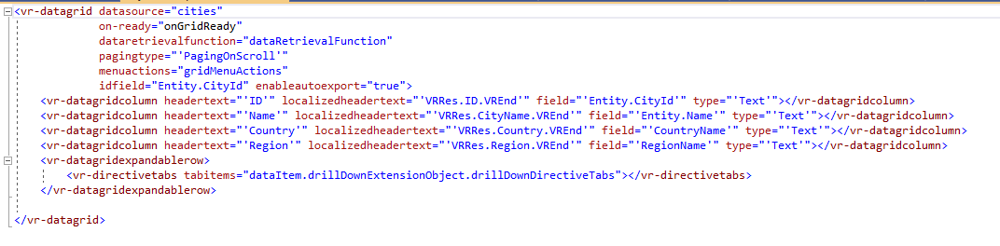 <vr-datagrid datasource="cities"
on-ready="onGridReady"
dataretrievalfunction="dataRetrievalFunction"
pagingtype="'PagingOnScroll'"
menuactions="gridMenuActions"
idfield="Entity.CityId" enableautoexport="true">
<vr-datagridcolumn headertext="'ID'" localizedheadertext="'VRRes.ID.VREnd'" field="'Entity.CityId'" type="'Text'"></vr-datagridcolumn>
<vr-datagridcolumn headertext="'Name'" localizedheadertext="'VRRes.CityName.VREnd'" field="'Entity.Name'" type="'Text'"></vr-datagridcolumn>
<vr-datagridcolumn headertext="'Country'" localizedheadertext="'VRRes.Country.VREnd'" field="'CountryName'" type="'Text'"></vr-datagridcolumn>
<vr-datagridcolumn headertext="'Region'" localizedheadertext="'VRRes.Region.VREnd'" field="'RegionName'" type="'Text'"></vr-datagridcolumn>
<vr-datagridexpandablerow>
<vr-directivetabs tabitems="dataItem.drillDownExtensionObject.drillDownDirectiveTabs"></vr-directivetabs>
</vr-datagridexpandablerow>
</vr-datagrid>